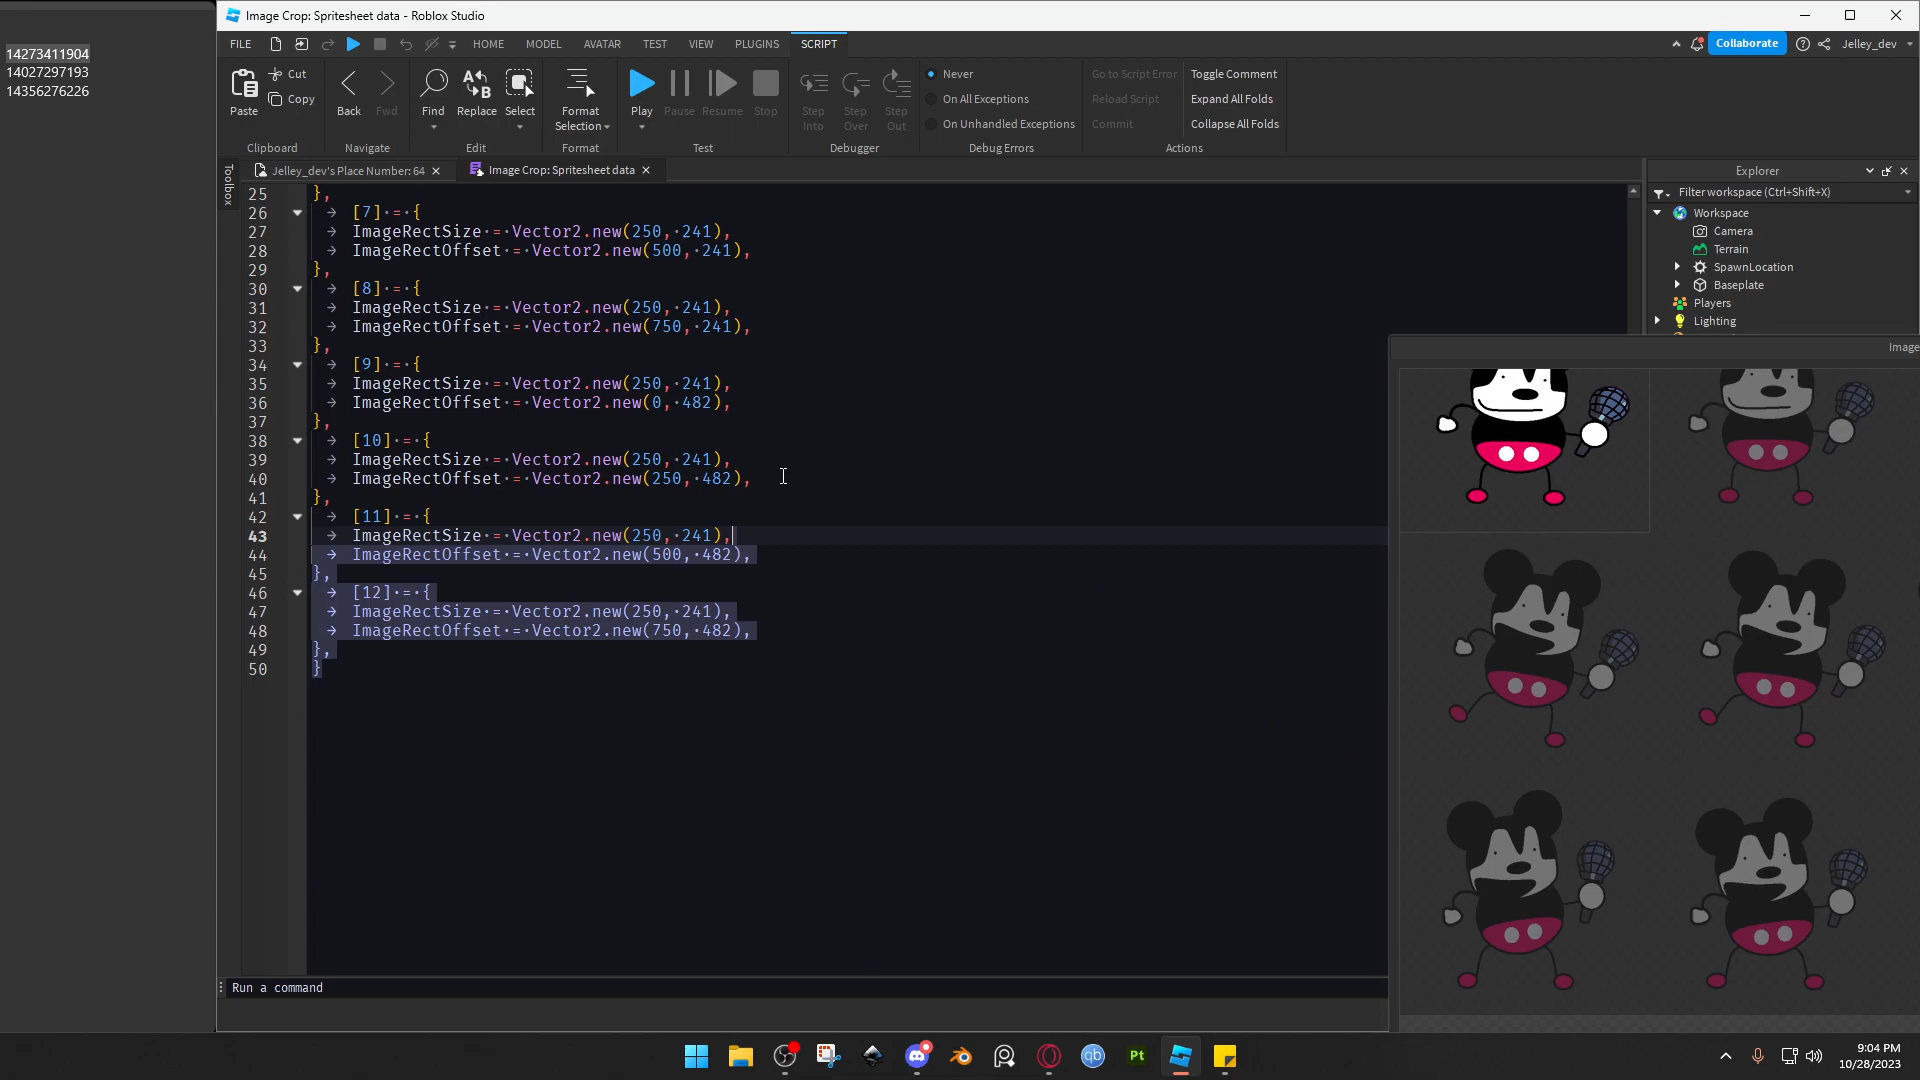 14273411904
14027297193
14356276226
Image Crop: Spritesheet data - Roblox Studio
FILE HOME MODEL AVATAR TEST VIEW PLUGINS SCRIPT
Collaborate Jelley_dev
Paste
Cut
Copy
Clipboard
Back Fwd
Navigate
Find Replace Select
Edit
Format
Selection
Format
Play Pause Resume Stop
Test
Step Into
Step Over
Step Out
Debugger
Never
On All Exceptions
On Unhandled Exceptions
Debug Errors
Go to Script Error
Reload Script
Commit
Toggle Comment
Expand All Folds
Collapse All Folds
Actions
Toolbox
Jelley_dev's Place Number: 64
Image Crop: Spritesheet data
25 },
26 [7] = {
27 ImageRectSize = Vector2.new(250, 241),
28 ImageRectOffset = Vector2.new(500, 241),
29 },
30 [8] = {
31 ImageRectSize = Vector2.new(250, 241),
32 ImageRectOffset = Vector2.new(750, 241),
33 },
34 [9] = {
35 ImageRectSize = Vector2.new(250, 241),
36 ImageRectOffset = Vector2.new(0, 482),
37 },
38 [10] = {
39 ImageRectSize = Vector2.new(250, 241),
40 ImageRectOffset = Vector2.new(250, 482),
41 },
42 [11] = {
43 ImageRectSize = Vector2.new(250, 241),
44 ImageRectOffset = Vector2.new(500, 482),
45 },
46 [12] = {
47 ImageRectSize = Vector2.new(250, 241),
48 ImageRectOffset = Vector2.new(750, 482),
49 },
50 }
Explorer
Filter workspace (Ctrl+Shift+X)
Workspace
Camera
Terrain
SpawnLocation
Baseplate
Players
Lighting
Image
Run a command
qb
Pt
9:04 PM
10/28/2023